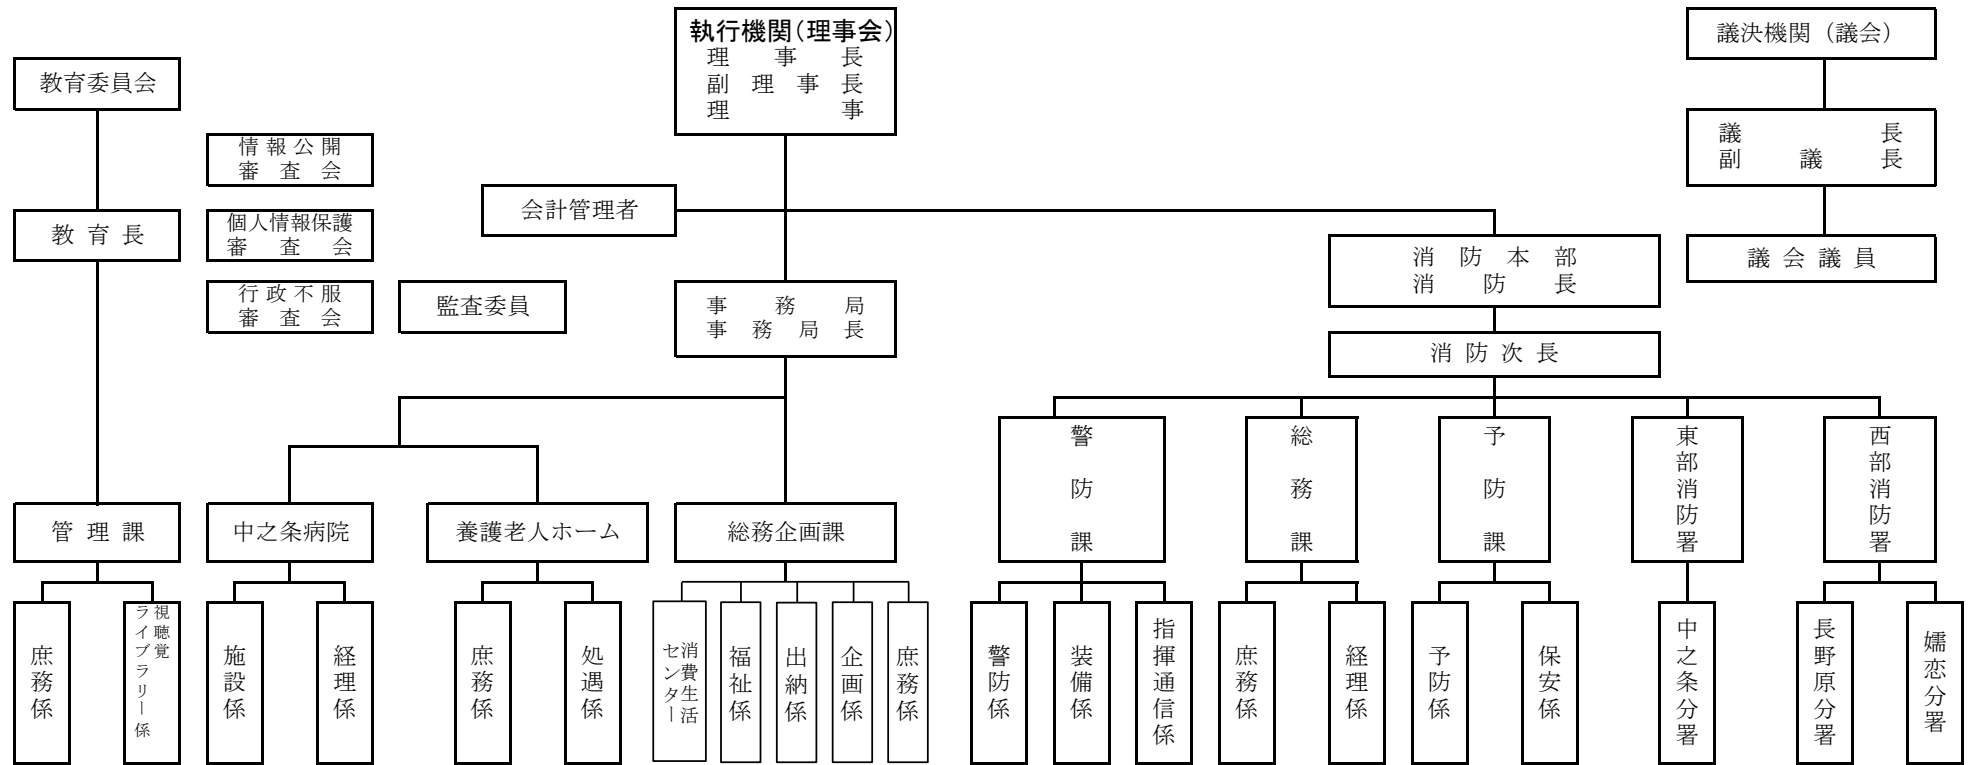 執行機関（理事会）
理事長
副理事長
理事
議決機関（議会）
教育委員会
議長
副議長
情報公開
審査会
会計管理者
教育長
個人情報保護
審査会
消防本部
消防長
議会議員
行政不服
審査会
監査委員
事務局
事務局長
消防次長
警防課
総務課
予防課
東部消防署
西部消防署
管理課
中之条病院
養護老人ホーム
総務企画課
庶務係
視聴覚
ライブラリー係
施設係
経理係
庶務係
処遇係
消費生活
センター
福祉係
出納係
企画係
庶務係
警防係
装備係
指揮通信係
庶務係
経理係
予防係
保安係
中之条分署
長野原分署
嬬恋分署